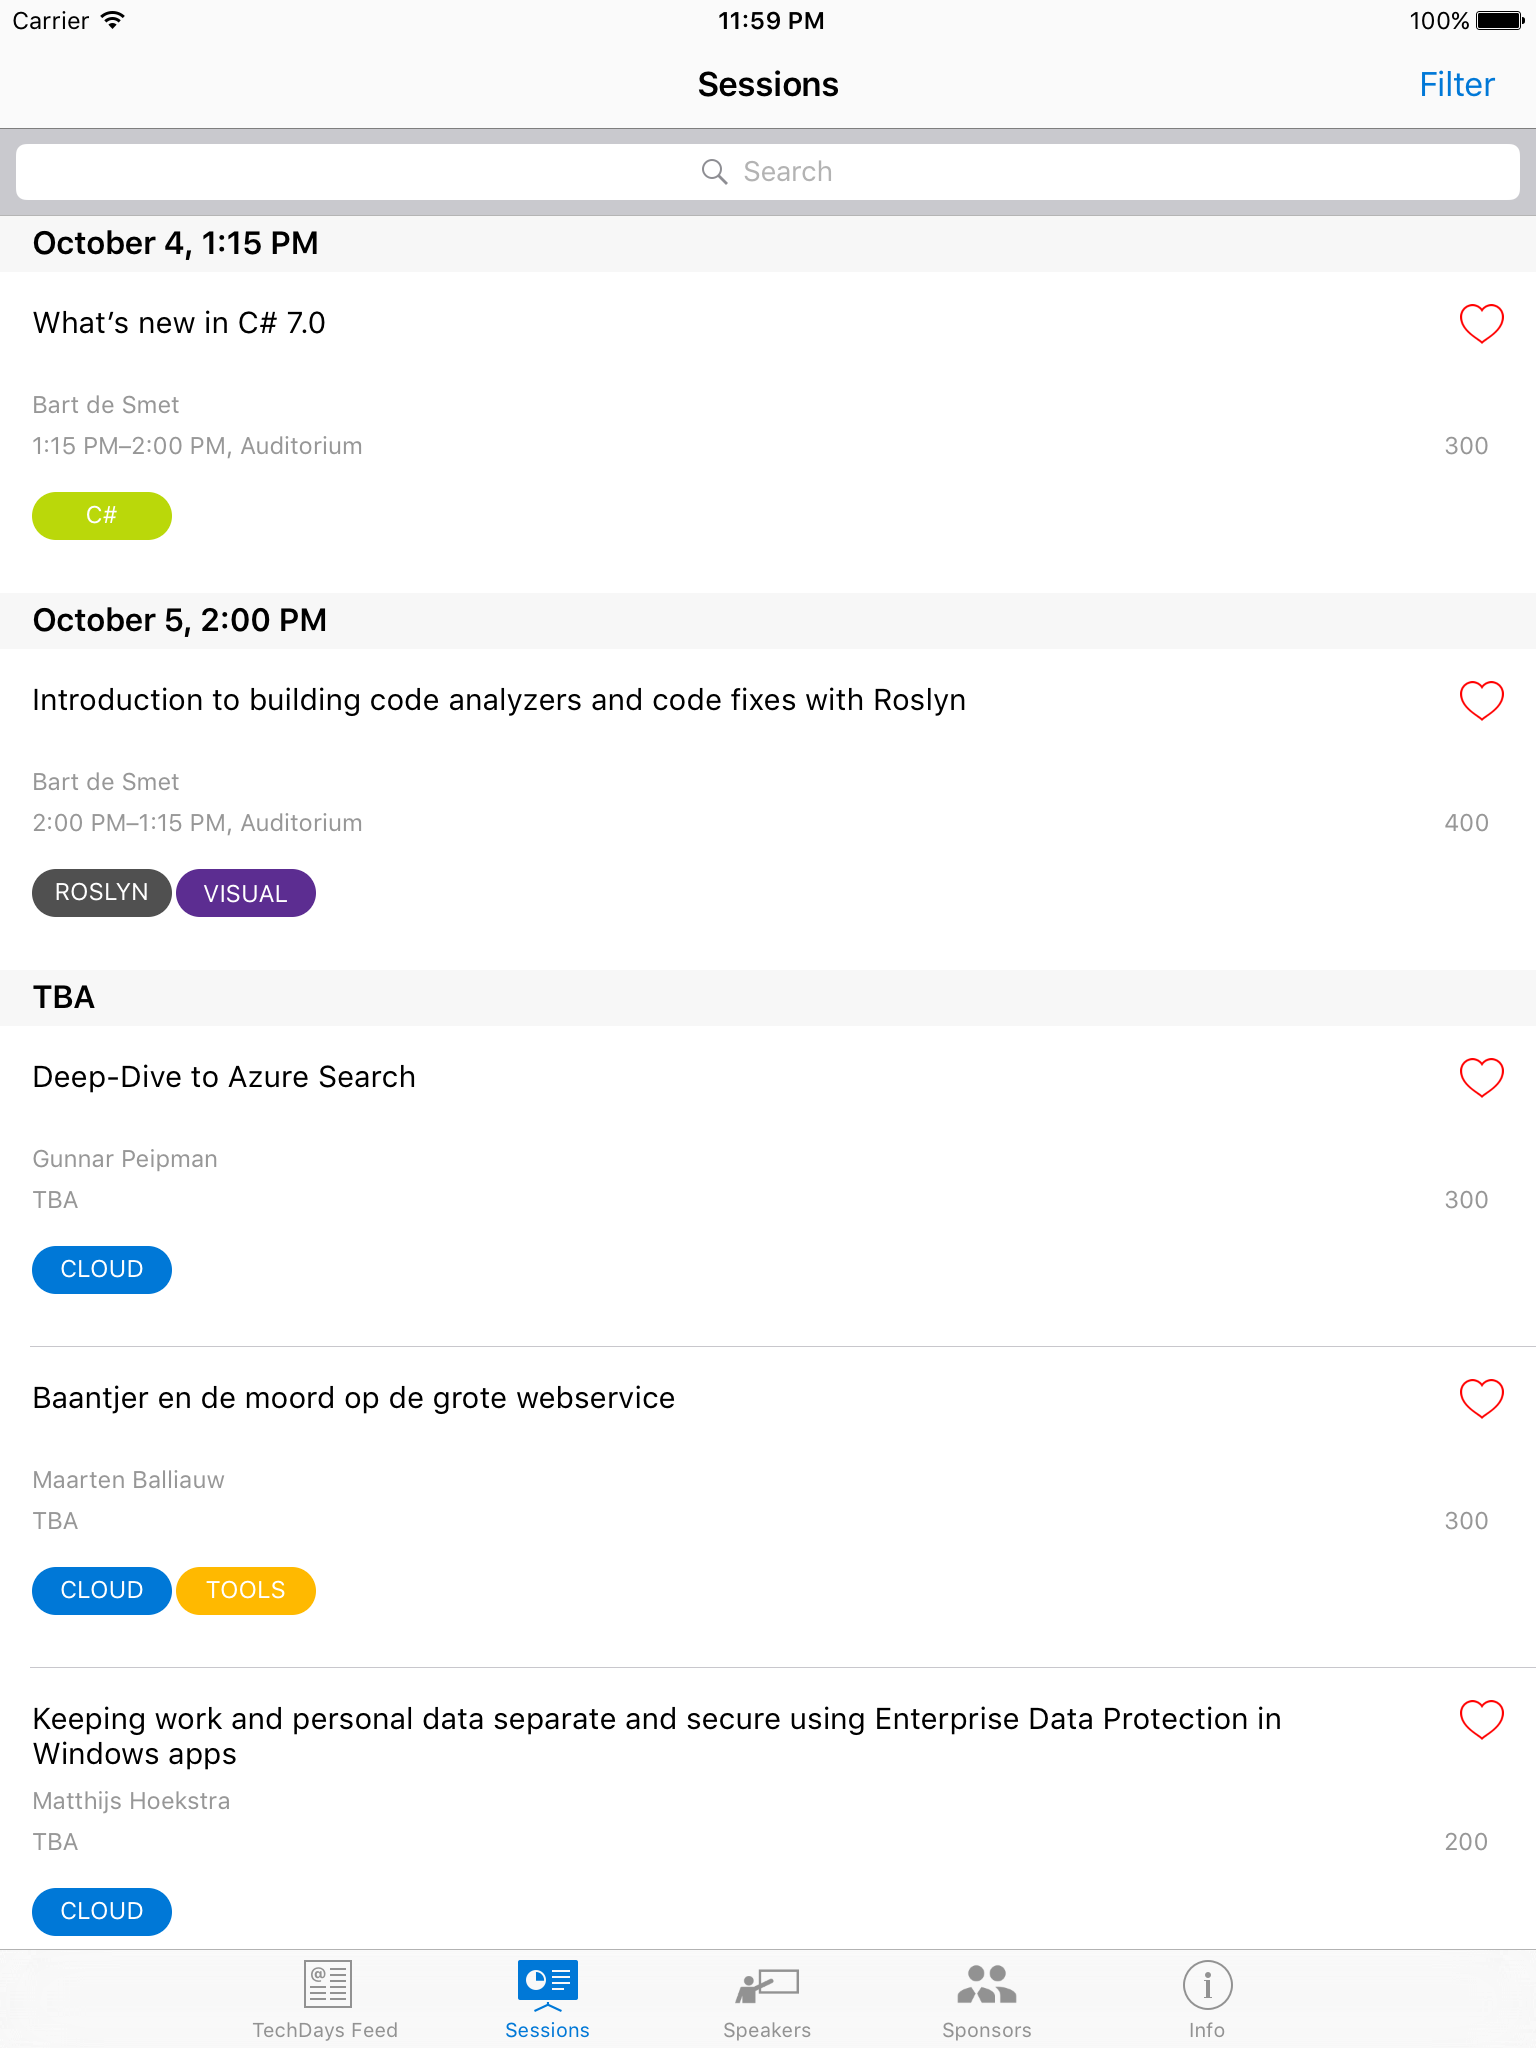 Carrier 11:59 PM 100%
Sessions Filter
Search
October 4, 1:15 PM
What's new in C# 7.0
Bart de Smet
1:15 PM–2:00 PM, Auditorium 300
C#
October 5, 2:00 PM
Introduction to building code analyzers and code fixes with Roslyn
Bart de Smet
2:00 PM–1:15 PM, Auditorium 400
ROSLYN VISUAL
TBA
Deep-Dive to Azure Search
Gunnar Peipman
TBA 300
CLOUD
Baantjer en de moord op de grote webservice
Maarten Balliauw
TBA 300
CLOUD TOOLS
Keeping work and personal data separate and secure using Enterprise Data Protection in
Windows apps
Matthijs Hoekstra
TBA 200
CLOUD
TechDays Feed Sessions Speakers Sponsors Info